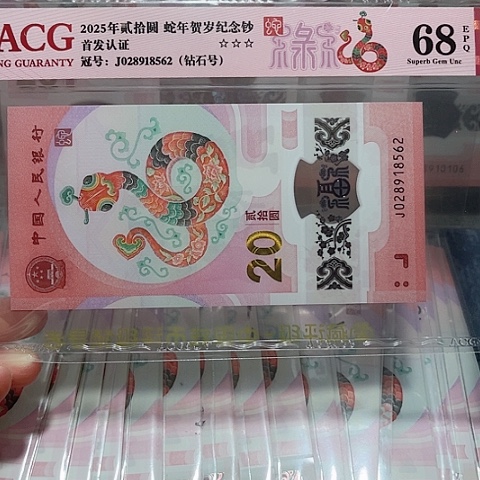 ACG
NG GUARANTY
2025年贰拾圆 蛇年贺岁纪念钞
首发认证 ☆☆☆
冠号：J028918562（钻石号）
68
EPQ
Superb Gem Unc
中国人民银行
贰拾圆
20
J028918562
ACG